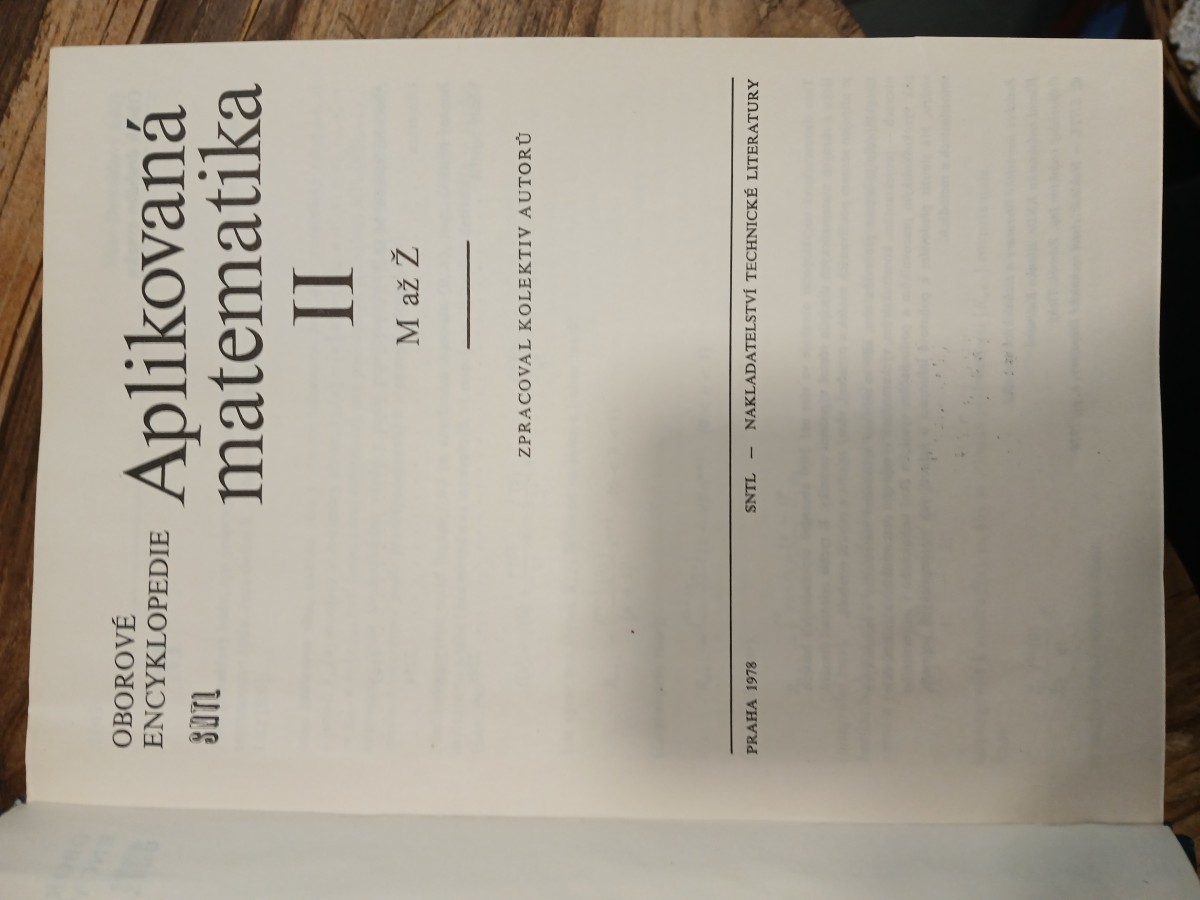 OBOROVÉ
ENCYKLOPEDIE
SNTL
Aplikovaná
matematika
II
M až Ž
ZPRACOVAL KOLEKTIV AUTORŮ
PRAHA 1978 SNTL — NAKLADATELSTVÍ TECHNICKÉ LITERATURY